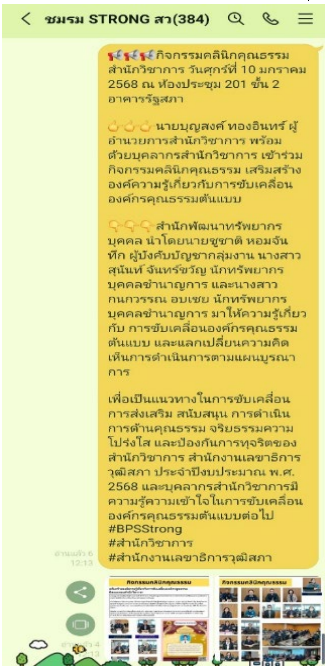 ชมรม STRONG สว(384)
กิจกรรมคลินิกคุณธรรม
สำนักวิชาการ วันศุกร์ที่ 10 มกราคม
2568 ณ ห้องประชุม 201 ชั้น 2
อาคารรัฐสภา
นายบุญสงค์ ทองอินทร์ ผู้
อำนวยการสำนักวิชาการ พร้อม
ด้วยบุคลากรสำนักวิชาการ เข้าร่วม
กิจกรรมคลินิกคุณธรรม เสริมสร้าง
องค์ความรู้เกี่ยวกับการขับเคลื่อน
องค์กรคุณธรรมต้นแบบ
สำนักพัฒนาทรัพยากร
บุคคล นำโดยนายชูชาติ หอมจัน
ทึก ผู้บังคับบัญชากลุ่มงาน นางสาว
สุนันท์ จันทร์ขวัญ นักทรัพยากร
บุคคลชำนาญการ และนางสาว
กนกวรรณ อบเชย นักทรัพยากร
บุคคลชำนาญการ มาให้ความรู้เกี่ยว
กับ การขับเคลื่อนองค์กรคุณธรรม
ต้นแบบ และแลกเปลี่ยนความคิด
เห็นการดำเนินการตามแผนบูรณา
การ
เพื่อเป็นแนวทางในการขับเคลื่อน
การส่งเสริม สนับสนุน การดำเนิน
การด้านคุณธรรม จริยธรรมความ
โปร่งใส และป้องกันการทุจริตของ
สำนักวิชาการ สำนักงานเลขาธิการ
วุฒิสภา ประจำปีงบประมาณ พ.ศ.
2568 และบุคลากรสำนักวิชาการมี
ความรู้ความเข้าใจในการขับเคลื่อน
องค์กรคุณธรรมต้นแบบต่อไป
#BPSStrong
#สำนักวิชาการ
#สำนักงานเลขาธิการวุฒิสภา
อ่านแล้ว 6
12:13
กิจกรรมคลินิกคุณธรรม
กิจกรรมคลินิกคุณธรรม
อ่านแล้ว 4